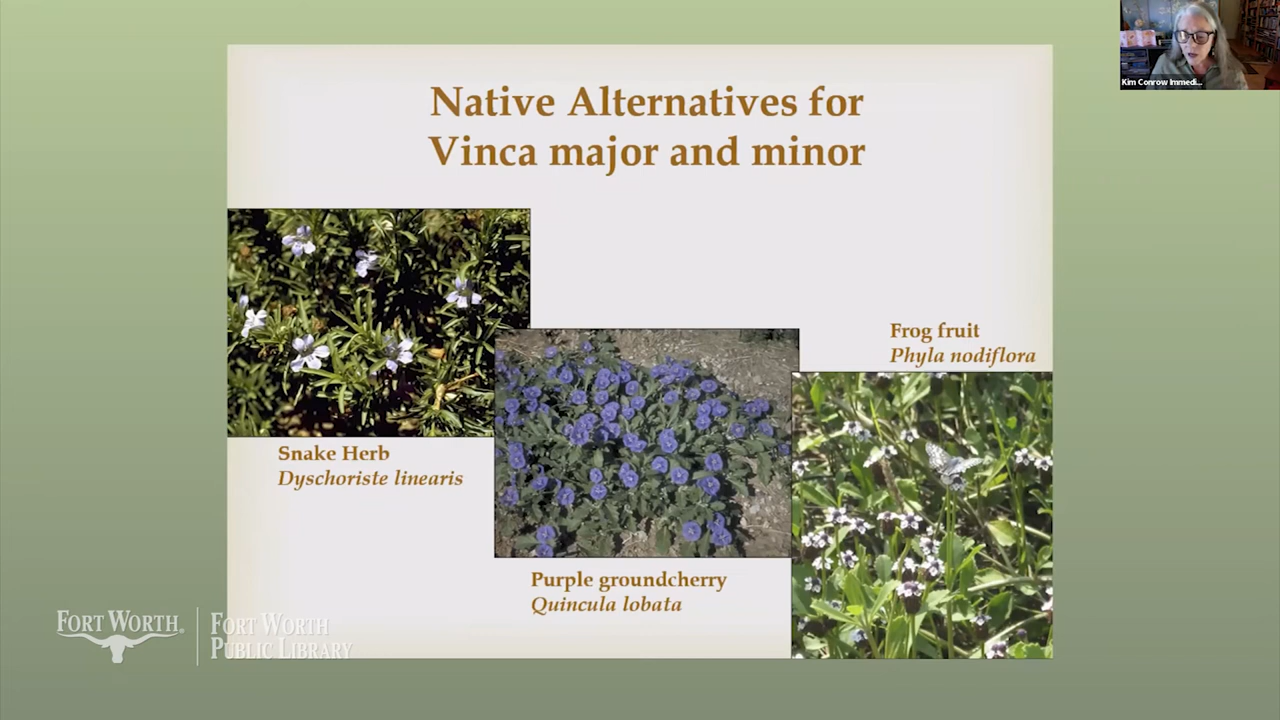 Kim Conrow Immedi...
Native Alternatives for
Vinca major and minor
Frog fruit
Phyla nodiflora
Snake Herb
Dyschoriste linearis
Purple groundcherry
Quincula lobata
FORT WORTH®
FORT WORTH
PUBLIC LIBRARY